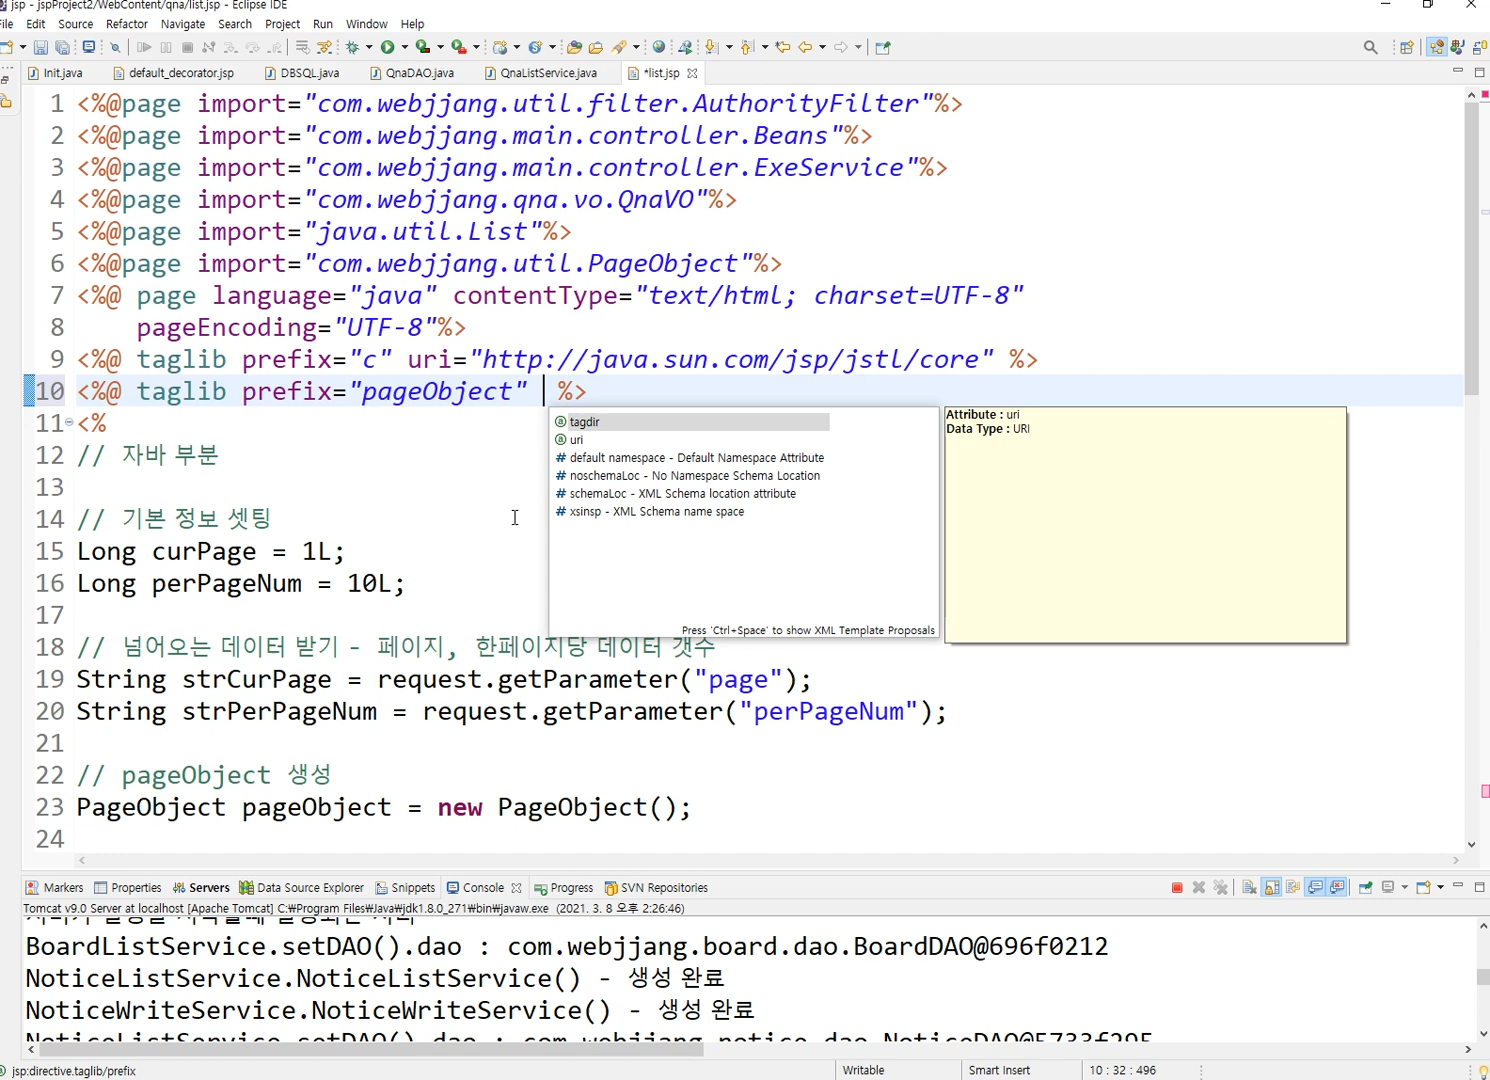 jsp - jspProject2/WebContent/qna/list.jsp - Eclipse IDE
File Edit Source Refactor Navigate Search Project Run Window Help
Init.java default_decorator.jsp DBSQL.java QnaDAO.java QnaListService.java *list.jsp
1 <%@page import="com.webjjang.util.filter.AuthorityFilter"%>
2 <%@page import="com.webjjang.main.controller.Beans"%>
3 <%@page import="com.webjjang.main.controller.ExeService"%>
4 <%@page import="com.webjjang.qna.vo.QnaVO"%>
5 <%@page import="java.util.List"%>
6 <%@page import="com.webjjang.util.PageObject"%>
7 <%@ page language="java" contentType="text/html; charset=UTF-8"
8 pageEncoding="UTF-8"%>
9 <%@ taglib prefix="c" uri="http://java.sun.com/jsp/jstl/core" %>
10 <%@ taglib prefix="pageObject" %>
11 <%
12 // 자바 부분
13
14 // 기본 정보 셋팅
15 Long curPage = 1L;
16 Long perPageNum = 10L;
17
18 // 넘어오는 데이터 받기 - 페이지, 한페이지당 데이터 갯수
19 String strCurPage = request.getParameter("page");
20 String strPerPageNum = request.getParameter("perPageNum");
21
22 // pageObject 생성
23 PageObject pageObject = new PageObject();
24
tagdir
uri
# default namespace - Default Namespace Attribute
# noschemaLoc - No Namespace Schema Location
# schemaLoc - XML Schema location attribute
# xsinsp - XML Schema name space
Press 'Ctrl+Space' to show XML Template Proposals
Attribute : uri
Data Type : URI
Markers Properties Servers Data Source Explorer Snippets Console Progress SVN Repositories
Tomcat v9.0 Server at localhost [Apache Tomcat] C:₩Program Files₩Java₩jdk1.8.0_271₩bin₩javaw.exe (2021. 3. 8 오후 2:26:46)
BoardListService.setDAO().dao : com.webjjang.board.dao.BoardDAO@696f0212
NoticeListService.NoticeListService() - 생성 완료
NoticeWriteService.NoticeWriteService() - 생성 완료
NoticeListService.setDAO().dao : com.webjjang.notice.dao.NoticeDAO@5733f295
jsp:directive.taglib/prefix Writable Smart Insert 10 : 32 : 496